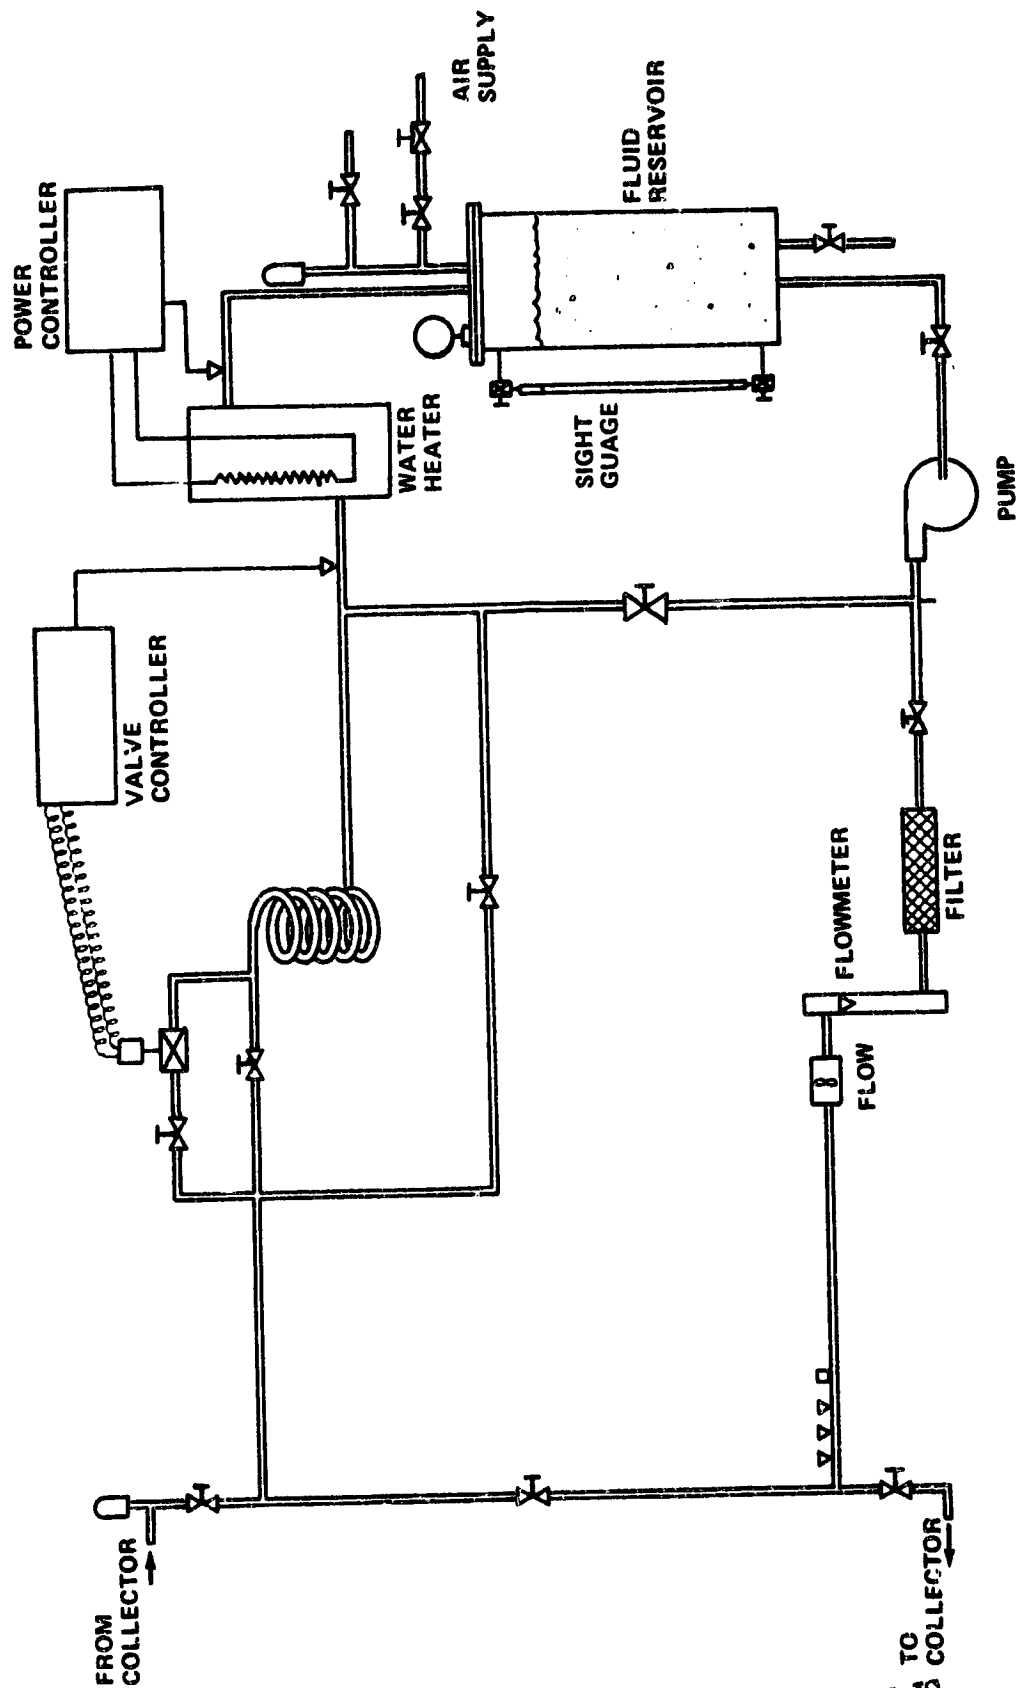 POWER
CONTROLLER
AIR
SUPPLY
FLUID
RESERVOIR
WATER
HEATER
SIGHT
GUAGE
PUMP
VALVE
CONTROLLER
FLOWMETER
FILTER
FLOW
FROM
COLLECTOR
TO
COLLECTOR